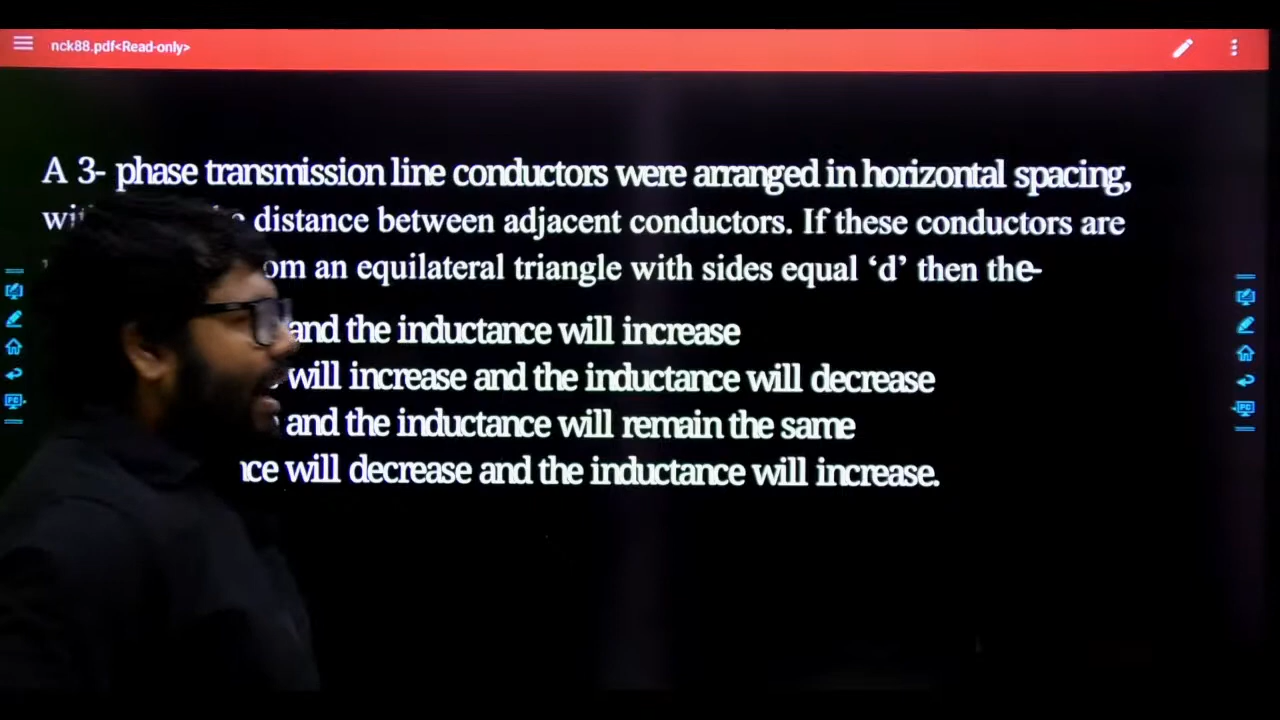 nck88.pdf<Read-only>
A 3- phase transmission line conductors were arranged in horizontal spacing,
distance between adjacent conductors. If these conductors are
an equilateral triangle with sides equal ‘d’ then the-
and the inductance will increase
will increase and the inductance will decrease
and the inductance will remain the same
will decrease and the inductance will increase.
PC
PC